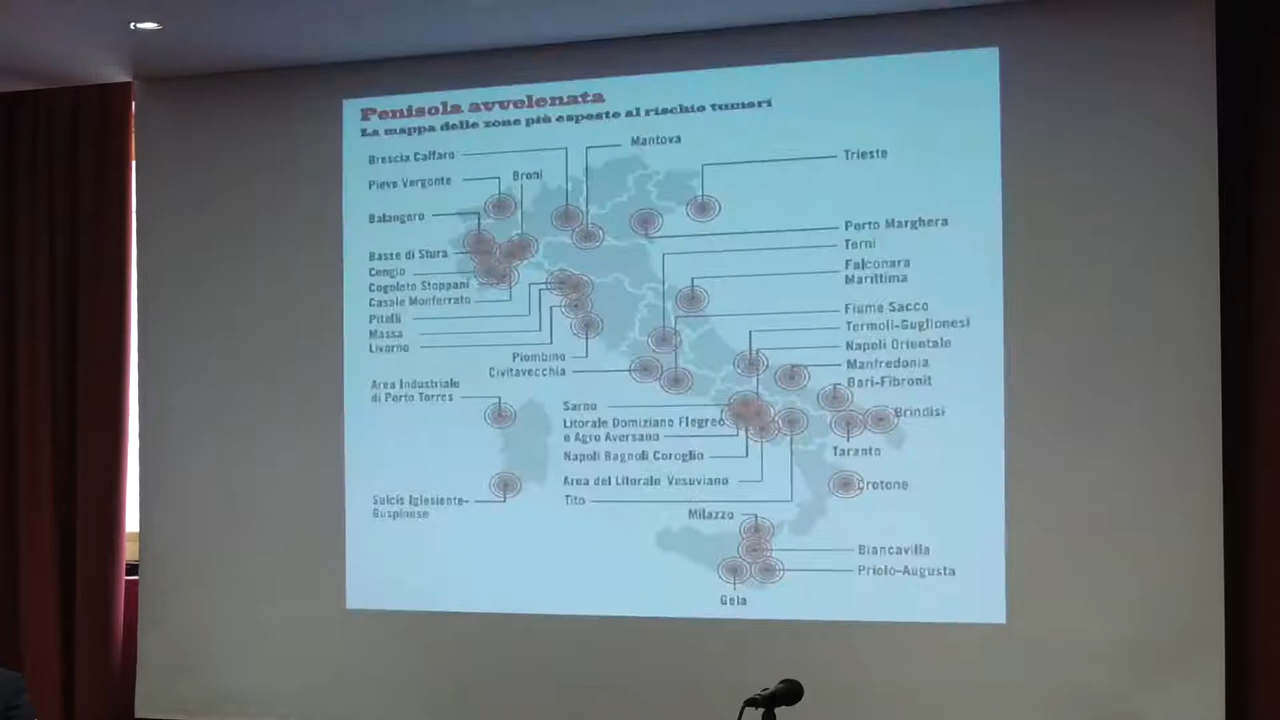 Penisola avvelenata
La mappa delle zone più esposte al rischio tumori
Brescia Caffaro
Mantova
Trieste
Pieve Vergonte
Broni
Balangero
Porto Marghera
Basse di Stura
Terni
Cengio
Falconara
Marittima
Cogoleto Stoppani
Casale Monferrato
Fiume Sacco
Pitelli
Termoli-Guglionesi
Massa
Napoli Orientale
Livorno
Piombino
Manfredonia
Civitavecchia
Bari-Fibronit
Area Industriale
di Porto Torres
Sarno
Brindisi
Litorale Domiziano Flegreo
e Agro Aversano
Taranto
Napoli Bagnoli Coroglio
Area del Litorale Vesuviano
Crotone
Sulcis Iglesiente-
Guspinese
Tito
Milazzo
Biancavilla
Priolo-Augusta
Gela